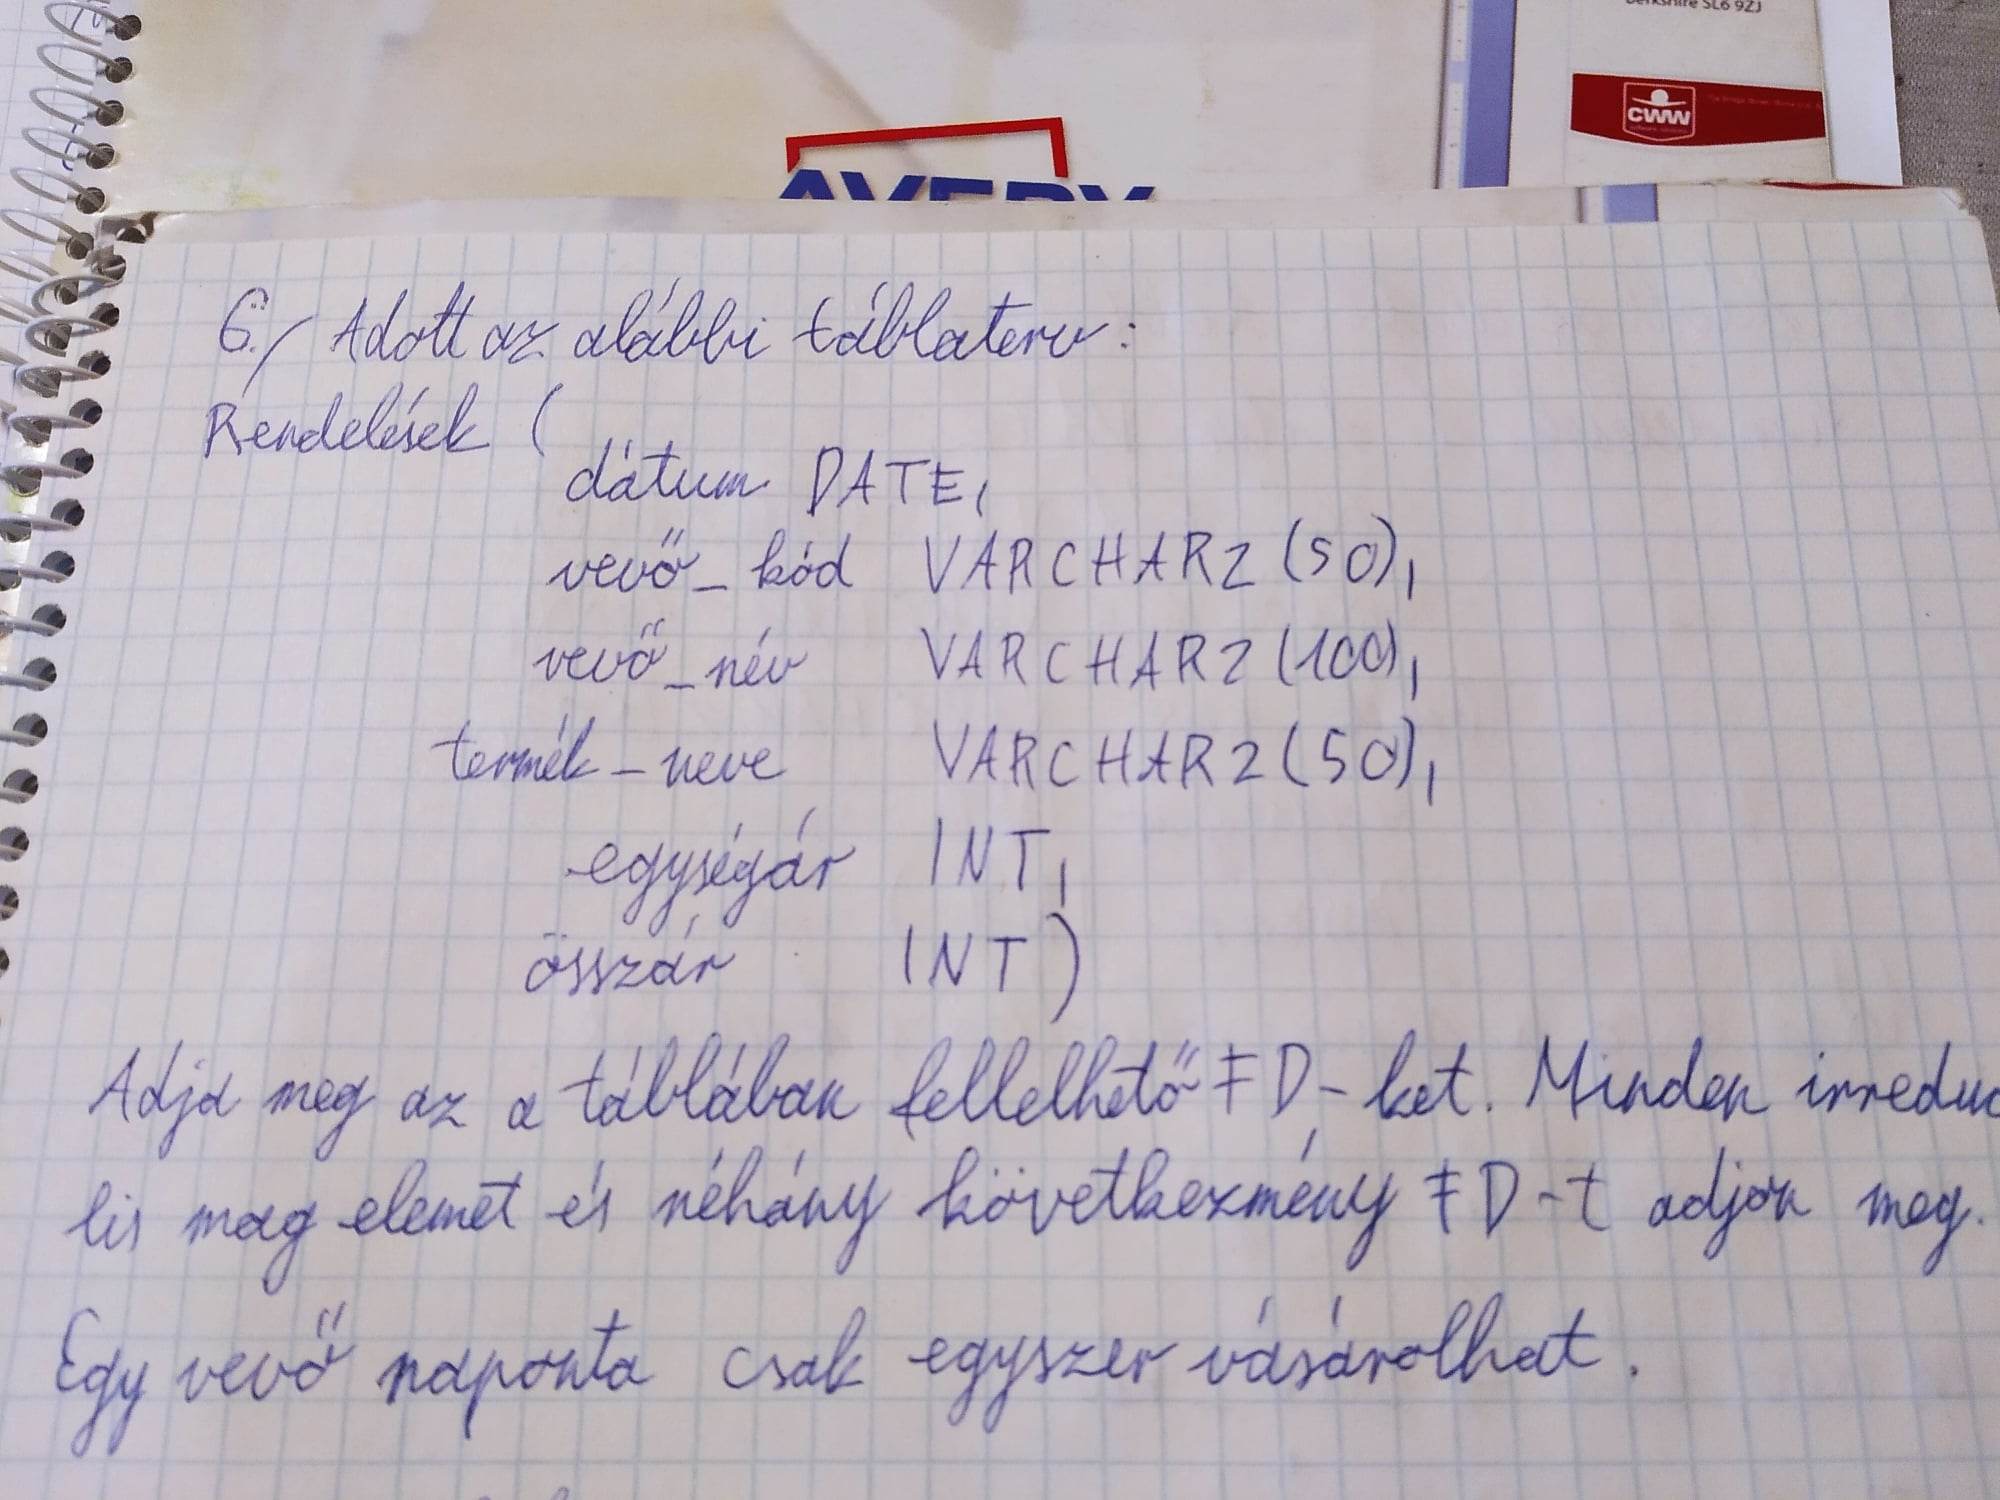 Berkshire SL6 9ZJ
CWW
AVERY
6./ Adott az alábbi táblaterv:
Rendelések (
dátum DATE,
vevő_kód VARCHAR2(50),
vevő_név VARCHAR2(100),
termék_neve VARCHAR2(50),
egységár INT,
összár INT)
Adja meg az a táblában fellelhető FD-ket. Minden irreduc
lis mag elemet és néhány következmény FD-t adjon meg.
Egy vevő naponta csak egyszer vásárolhat.